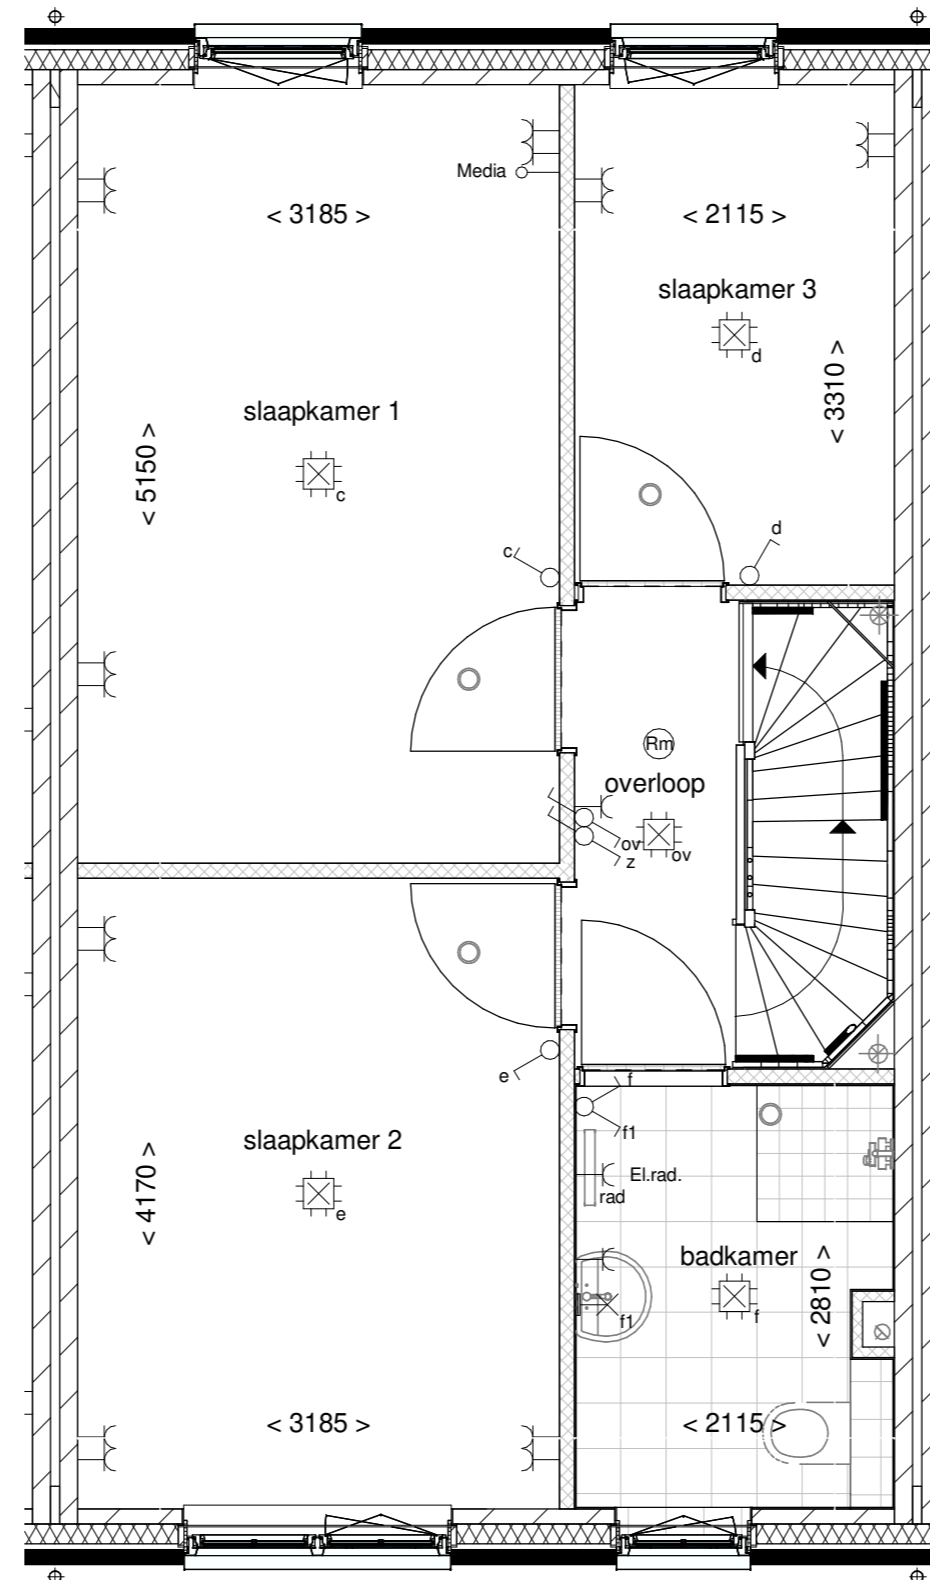 Media
< 3185 >
< 2115 >
slaapkamer 3
d
< 3310 >
slaapkamer 1
c
< 5150 >
c
d
Rm
overloop
ov
ov
z
e
f
f1
slaapkamer 2
e
< 4170 >
El.rad.
rad
badkamer
f
f1
< 2810 >
< 3185 >
< 2115 >